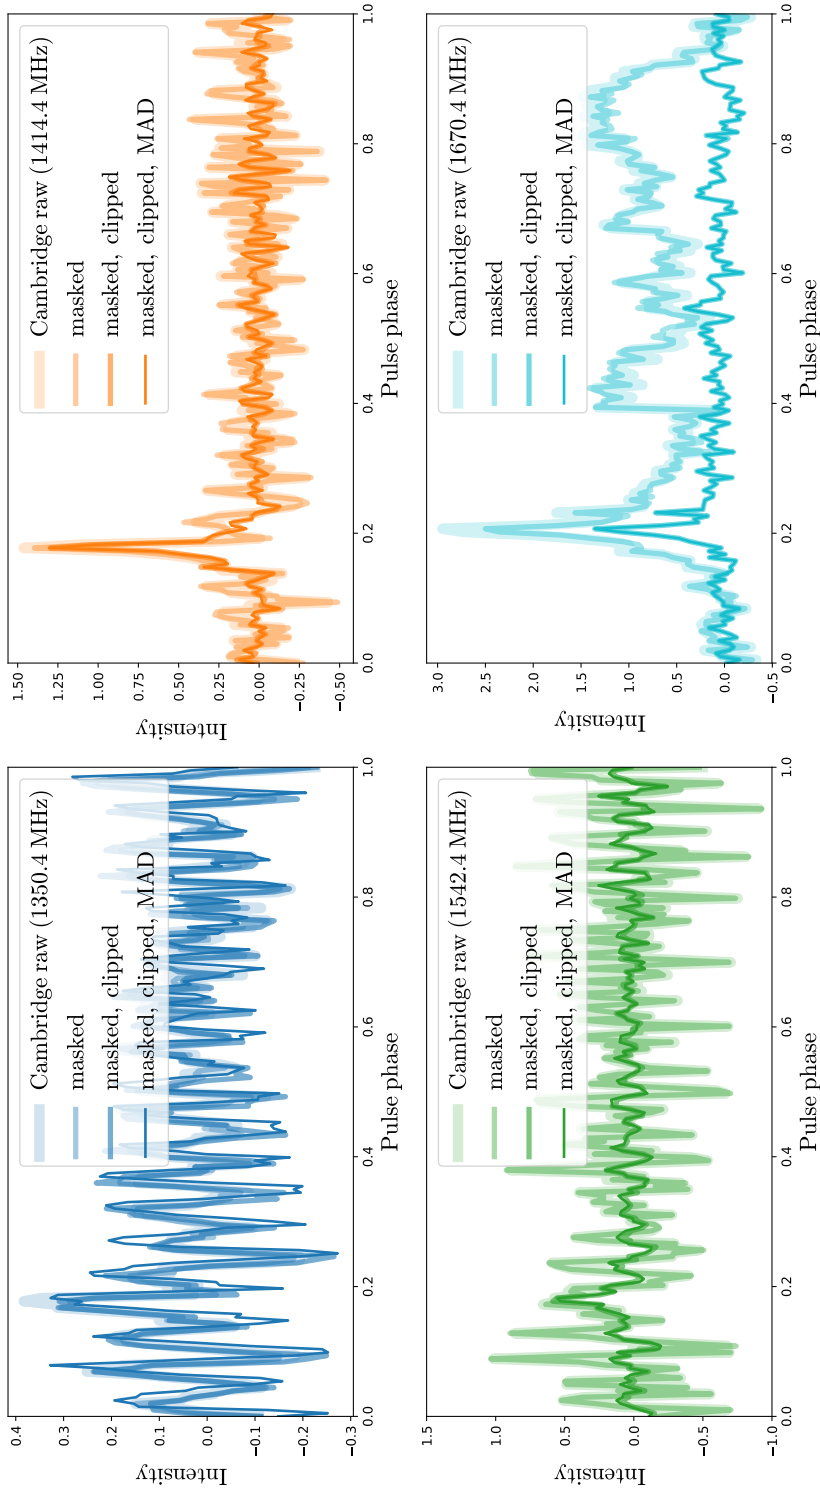 Intensity
0.4
0.3
0.2
0.1
0.0
−0.1
−0.2
−0.3
Cambridge raw (1350.4 MHz)
masked
masked, clipped
masked, clipped, MAD
0.0 0.2 0.4 0.6 0.8 1.0
Pulse phase
Intensity
1.50
1.25
1.00
0.75
0.50
0.25
0.00
−0.25
−0.50
Cambridge raw (1414.4 MHz)
masked
masked, clipped
masked, clipped, MAD
0.0 0.2 0.4 0.6 0.8 1.0
Pulse phase
Intensity
1.5
1.0
0.5
0.0
−0.5
−1.0
Cambridge raw (1542.4 MHz)
masked
masked, clipped
masked, clipped, MAD
0.0 0.2 0.4 0.6 0.8 1.0
Pulse phase
Intensity
3.0
2.5
2.0
1.5
1.0
0.5
0.0
−0.5
Cambridge raw (1670.4 MHz)
masked
masked, clipped
masked, clipped, MAD
0.0 0.2 0.4 0.6 0.8 1.0
Pulse phase